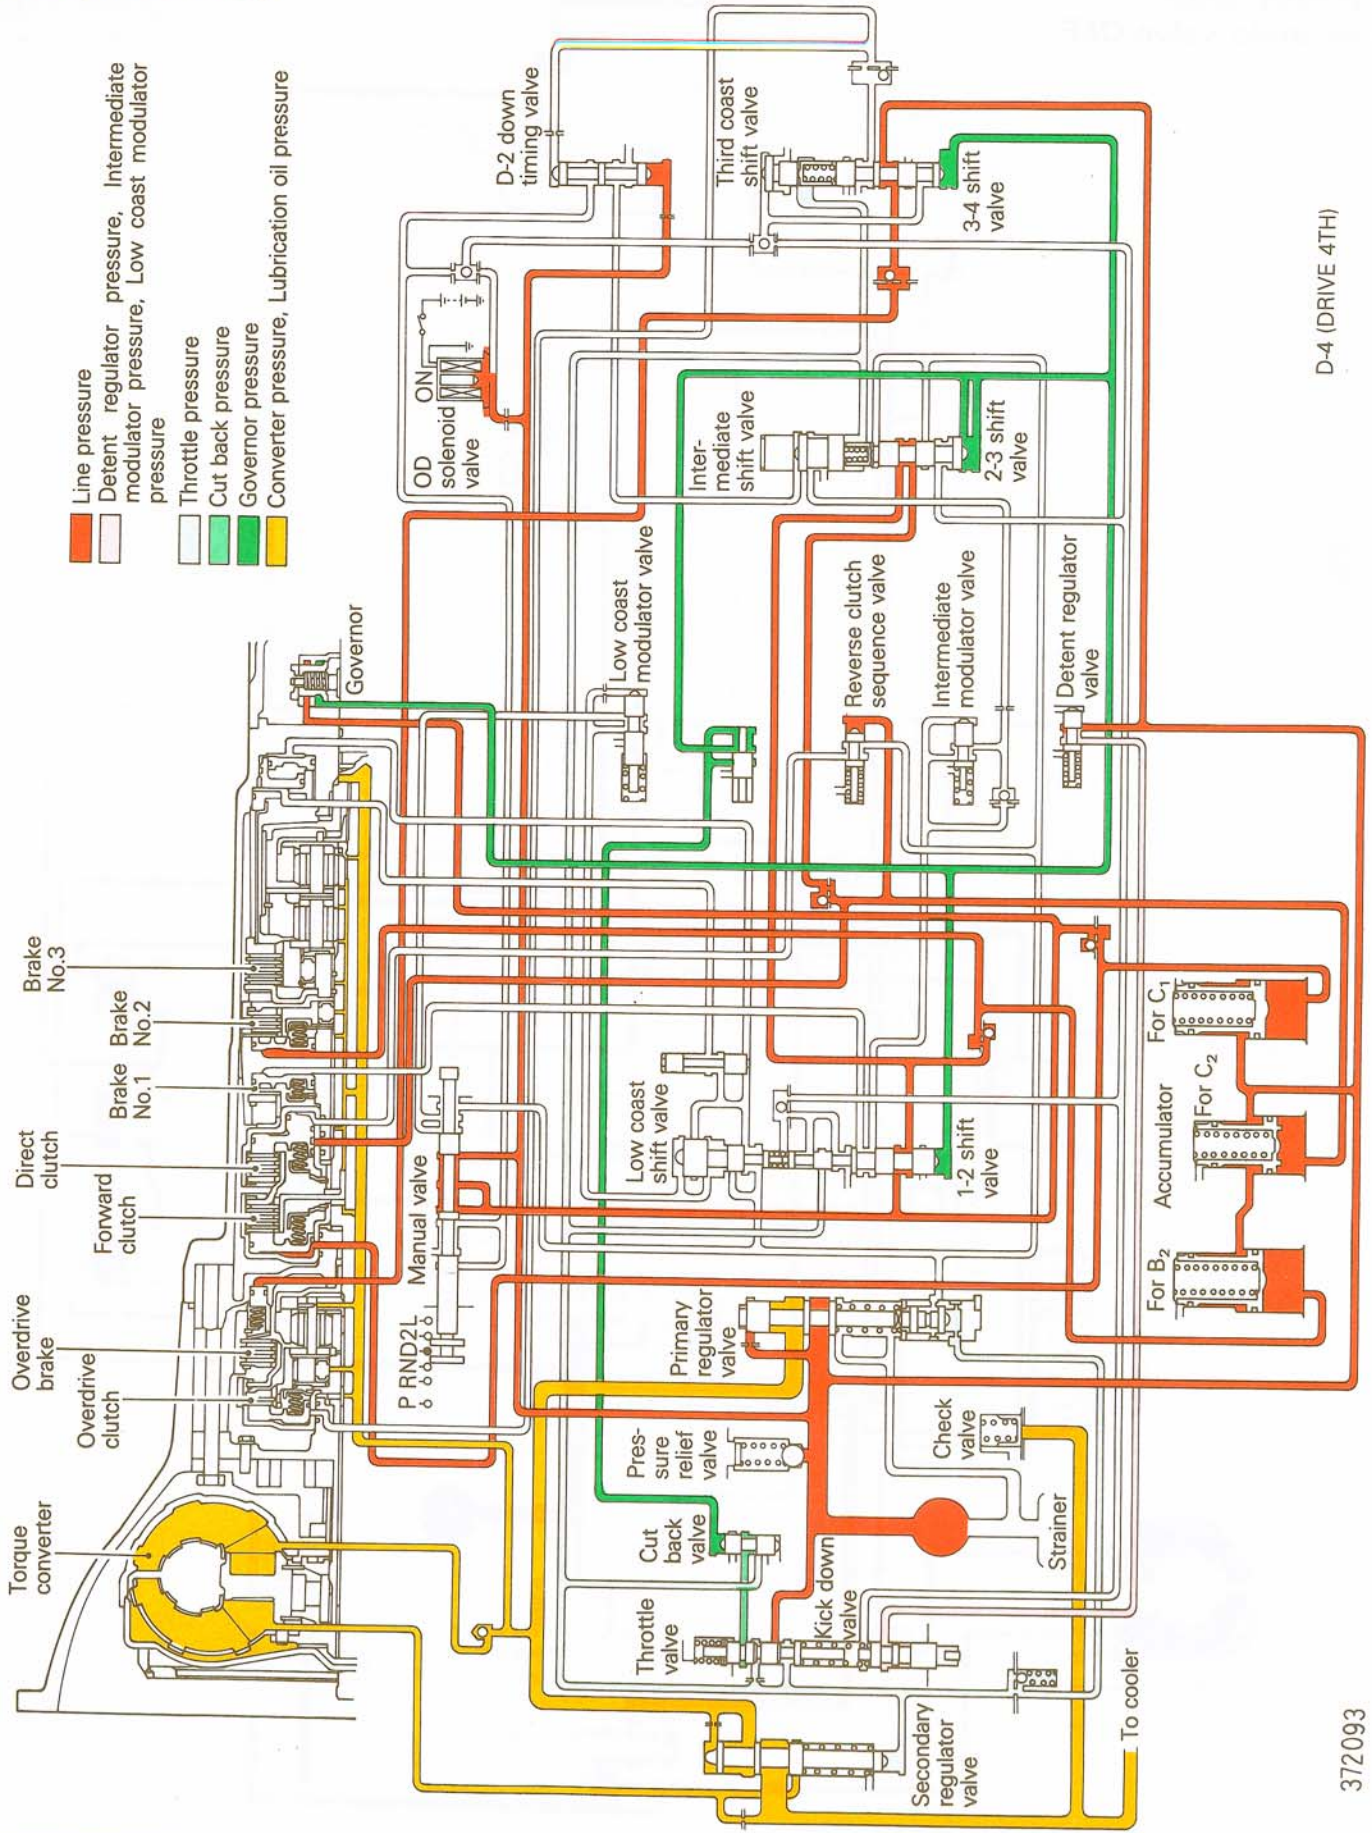 Torque
converter
Overdrive
clutch
Overdrive
brake
Forward
clutch
Direct
clutch
Brake
No.1
Brake
No.2
Brake
No.3
Governor
Line pressure
Detent regulator pressure, Intermediate
modulator pressure, Low coast modulator
pressure
Throttle pressure
Cut back pressure
Governor pressure
Converter pressure, Lubrication oil pressure
P RND2L
Manual valve
OD
solenoid
valve
ON
D-2 down
timing valve
Throttle
valve
Cut
back
valve
Pres-
sure
relief
valve
Primary
regulator
valve
Low coast
shift valve
Low coast
modulator valve
Inter-
mediate
shift valve
Third coast
shift valve
Kick down
valve
Reverse clutch
sequence valve
Secondary
regulator
valve
Check
valve
1-2 shift
valve
Intermediate
modulator valve
2-3 shift
valve
3-4 shift
valve
Strainer
Detent regulator
valve
To cooler
For B2
Accumulator
For C2
For C1
D-4 (DRIVE 4TH)
372093